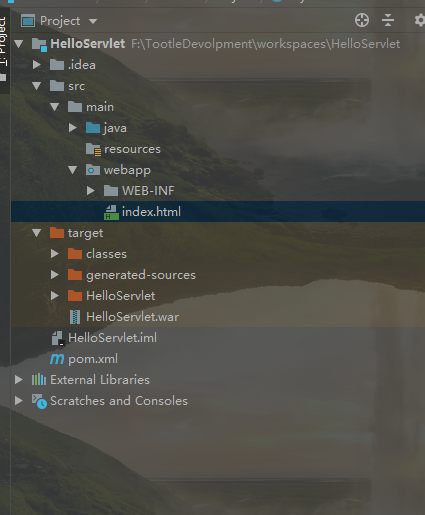 1: Project
Project
HelloServlet F:\TootleDevolpment\workspaces\HelloServlet
.idea
src
main
java
resources
webapp
WEB-INF
index.html
target
classes
generated-sources
HelloServlet
HelloServlet.war
HelloServlet.iml
pom.xml
External Libraries
Scratches and Consoles